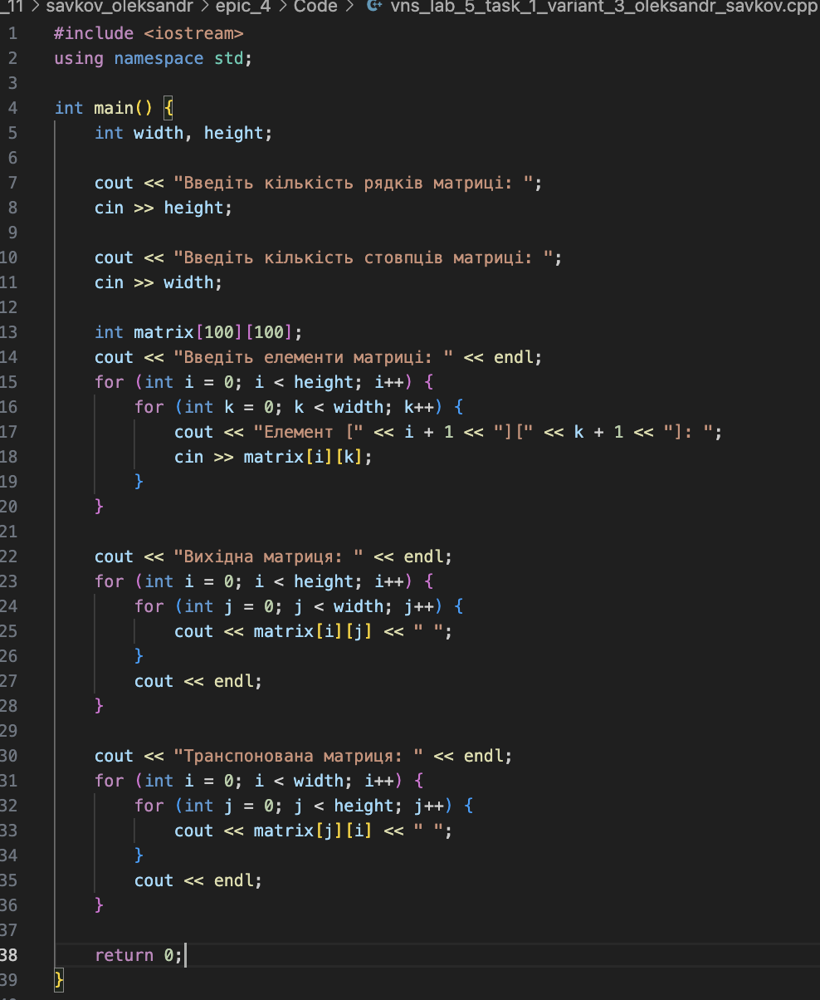 _11 > savkov_oleksandr > epic_4 > Code > vns_lab_5_task_1_variant_3_oleksandr_savkov.cpp
1 #include <iostream>
2 using namespace std;
3
4 int main() {
5     int width, height;
6
7     cout << "Введіть кількість рядків матриці: ";
8     cin >> height;
9
10     cout << "Введіть кількість стовпців матриці: ";
11     cin >> width;
12
13     int matrix[100][100];
14     cout << "Введіть елементи матриці: " << endl;
15     for (int i = 0; i < height; i++) {
16         for (int k = 0; k < width; k++) {
17             cout << "Елемент [" << i + 1 << "][" << k + 1 << "]: ";
18             cin >> matrix[i][k];
19         }
20     }
21
22     cout << "Вихідна матриця: " << endl;
23     for (int i = 0; i < height; i++) {
24         for (int j = 0; j < width; j++) {
25             cout << matrix[i][j] << " ";
26         }
27         cout << endl;
28     }
29
30     cout << "Транспонована матриця: " << endl;
31     for (int i = 0; i < width; i++) {
32         for (int j = 0; j < height; j++) {
33             cout << matrix[j][i] << " ";
34         }
35         cout << endl;
36     }
37
38     return 0;
39 }